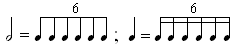 6 6
= ; =